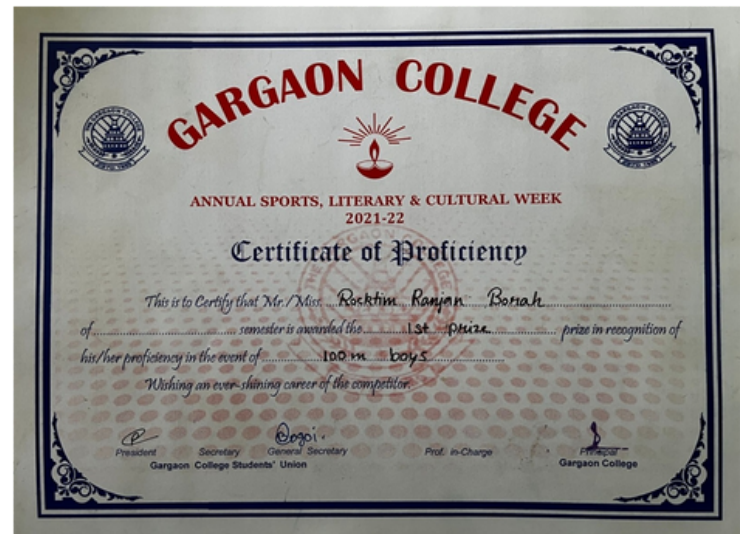 GARGAON COLLEGE
ANNUAL SPORTS, LITERARY & CULTURAL WEEK
2021-22
Certificate of Proficiency
This is to Certify that Mr./Miss. Rocktim Ranjan Borah
of semester is awarded the 1st prize prize in recognition of
his/her proficiency in the event of 100 m boys
Wishing an ever-shining career of the competitor.
Gogoi.
President Secretary General Secretary Prof. in-Charge Principal
Gargaon College Students' Union Gargaon College